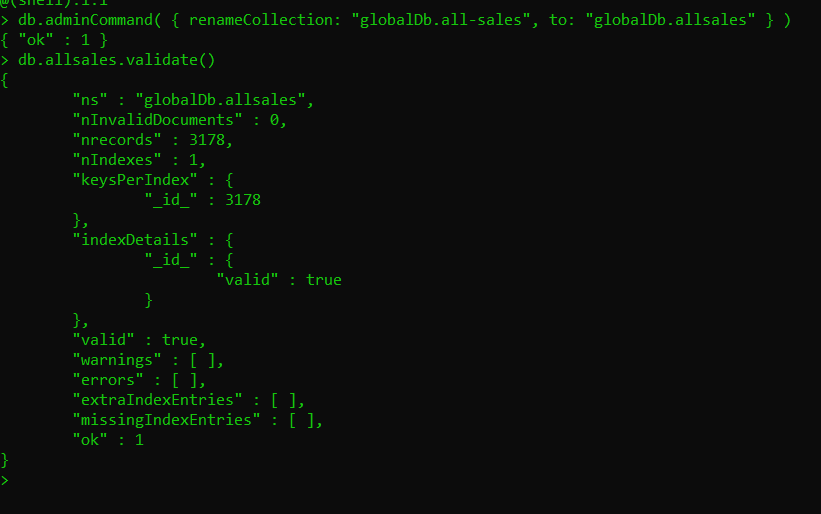 @(shell):1:1
> db.adminCommand( { renameCollection: "globalDb.all-sales", to: "globalDb.allsales" } )
{ "ok" : 1 }
> db.allsales.validate()
{
        "ns" : "globalDb.allsales",
        "nInvalidDocuments" : 0,
        "nrecords" : 3178,
        "nIndexes" : 1,
        "keysPerIndex" : {
                "_id_" : 3178
        },
        "indexDetails" : {
                "_id_" : {
                        "valid" : true
                }
        },
        "valid" : true,
        "warnings" : [ ],
        "errors" : [ ],
        "extraIndexEntries" : [ ],
        "missingIndexEntries" : [ ],
        "ok" : 1
}
>